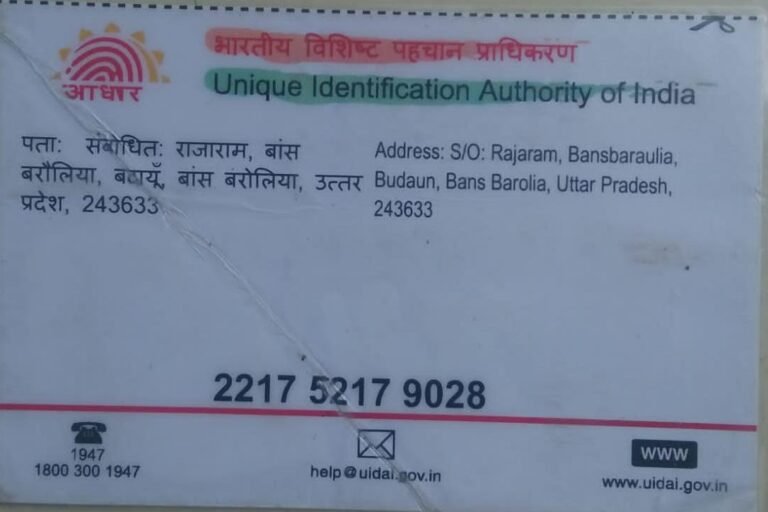 आधार
भारतीय विशिष्ट पहचान प्राधिकरण
Unique Identification Authority of India
पता: संबोधित: राजाराम, बांस
बरौलिया, बदायूँ, बांस बरोलिया, उत्तर
प्रदेश, 243633
Address: S/O: Rajaram, Bansbaraulia,
Budaun, Bans Barolia, Uttar Pradesh,
243633
2217 5217 9028
1947
1800 300 1947
help@uidai.gov.in
www
www.uidai.gov.in